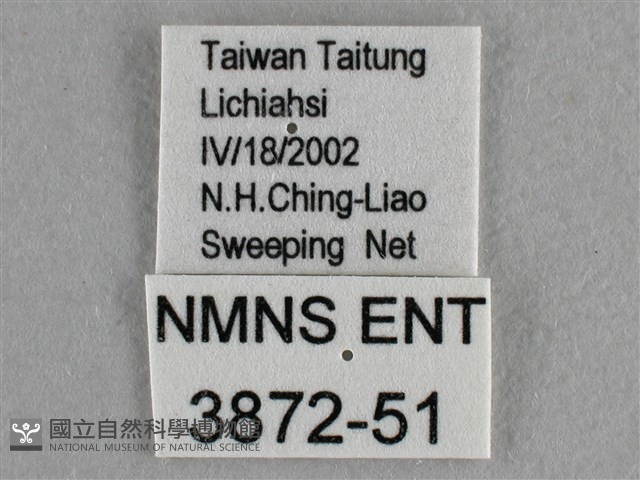 Taiwan Taitung
Lichiahsi
IV/18/2002
N.H.Ching-Liao
Sweeping Net
NMNS ENT
3872-51
國立自然科學博物館
NATIONAL MUSEUM OF NATURAL SCIENCE